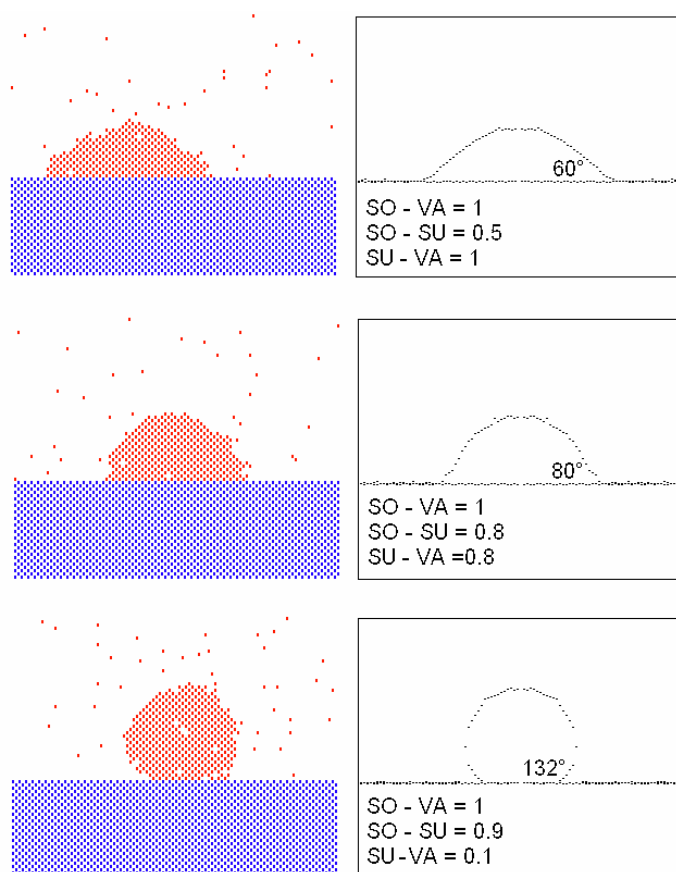 60°
SO - VA = 1
SO - SU = 0.5
SU - VA = 1
80°
SO - VA = 1
SO - SU = 0.8
SU - VA =0.8
132°
SO - VA = 1
SO - SU = 0.9
SU-VA = 0.1